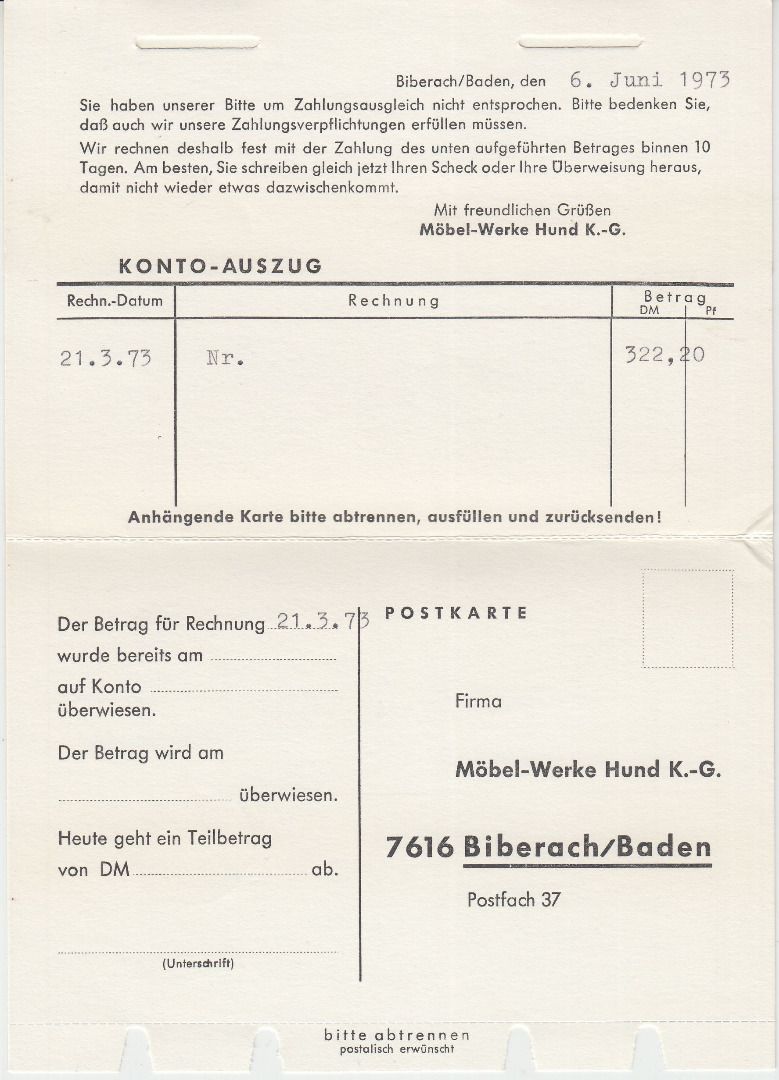 Biberach/Baden, den 6. Juni 1973
Sie haben unserer Bitte um Zahlungsausgleich nicht entsprochen. Bitte bedenken Sie,
daß auch wir unsere Zahlungsverpflichtungen erfüllen müssen.
Wir rechnen deshalb fest mit der Zahlung des unten aufgeführten Betrages binnen 10
Tagen. Am besten, Sie schreiben gleich jetzt Ihren Scheck oder Ihre Überweisung heraus,
damit nicht wieder etwas dazwischenkommt.
Mit freundlichen Grüßen
Möbel-Werke Hund K.-G.
KONTO-AUSZUG
Rechn.-Datum Rechnung Betrag
DM Pf
21.3.73 Nr. 322,20
Anhängende Karte bitte abtrennen, ausfüllen und zurücksenden!
Der Betrag für Rechnung 21.3.73
wurde bereits am
auf Konto
überwiesen.
Der Betrag wird am
überwiesen.
Heute geht ein Teilbetrag
von DM ab.
(Unterschrift)
POSTKARTE
Firma
Möbel-Werke Hund K.-G.
7616 Biberach/Baden
Postfach 37
bitte abtrennen
postalisch erwünscht